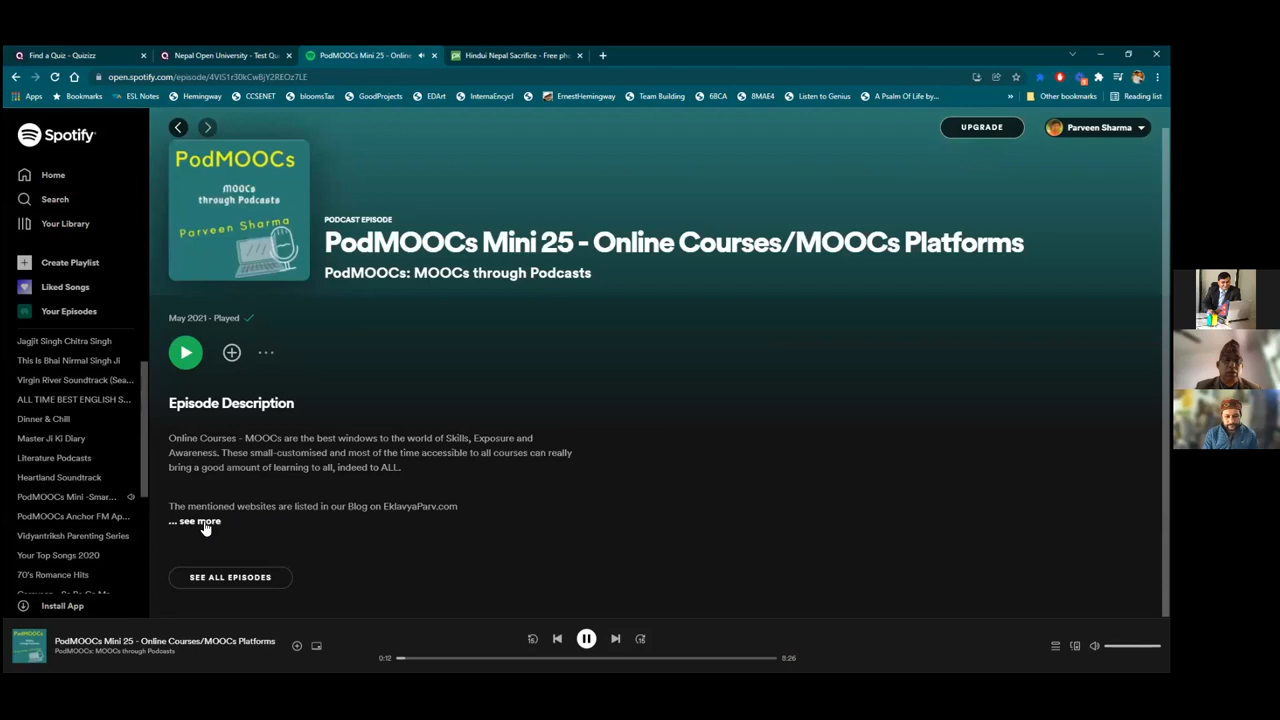 Find a Quiz - Quizizz
Nepal Open University - Test Qu
PodMOOCs Mini 25 - Online
Hindui Nepal Sacrifice - Free ph
open.spotify.com/episode/4VIS1r30kCwBjY2REOz7LE
Apps
Bookmarks
ESL Notes
Hemingway
CCSENET
bloomsTax
GoodProjects
EDArt
InternaEncycl
ErnestHemingway
Team Building
6BCA
8MAE4
Listen to Genius
A Psalm Of Life by...
Other bookmarks
Reading list
Spotify
UPGRADE
Parveen Sharma
Home
Search
Your Library
Create Playlist
Liked Songs
Your Episodes
Jagjit Singh Chitra Singh
This Is Bhai Nirmal Singh Ji
Virgin River Soundtrack (Sea...
ALL TIME BEST ENGLISH S...
Dinner & Chill
Master Ji Ki Diary
Literature Podcasts
Heartland Soundtrack
PodMOOCs Mini -Smar...
PodMOOCs Anchor FM Ap...
Vidyantriksh Parenting Series
Your Top Songs 2020
70's Romance Hits
Install App
PodMOOCs
MOOCs
through Podcasts
Parveen Sharma
PODCAST EPISODE
PodMOOCs Mini 25 - Online Courses/MOOCs Platforms
PodMOOCs: MOOCs through Podcasts
May 2021 - Played
Episode Description
Online Courses - MOOCs are the best windows to the world of Skills, Exposure and
Awareness. These small-customised and most of the time accessible to all courses can really
bring a good amount of learning to all, indeed to ALL.
The mentioned websites are listed in our Blog on EklavyaParv.com
... see more
SEE ALL EPISODES
PodMOOCs Mini 25 - Online Courses/MOOCs Platforms
PodMOOCs: MOOCs through Podcasts
0:12
8:26